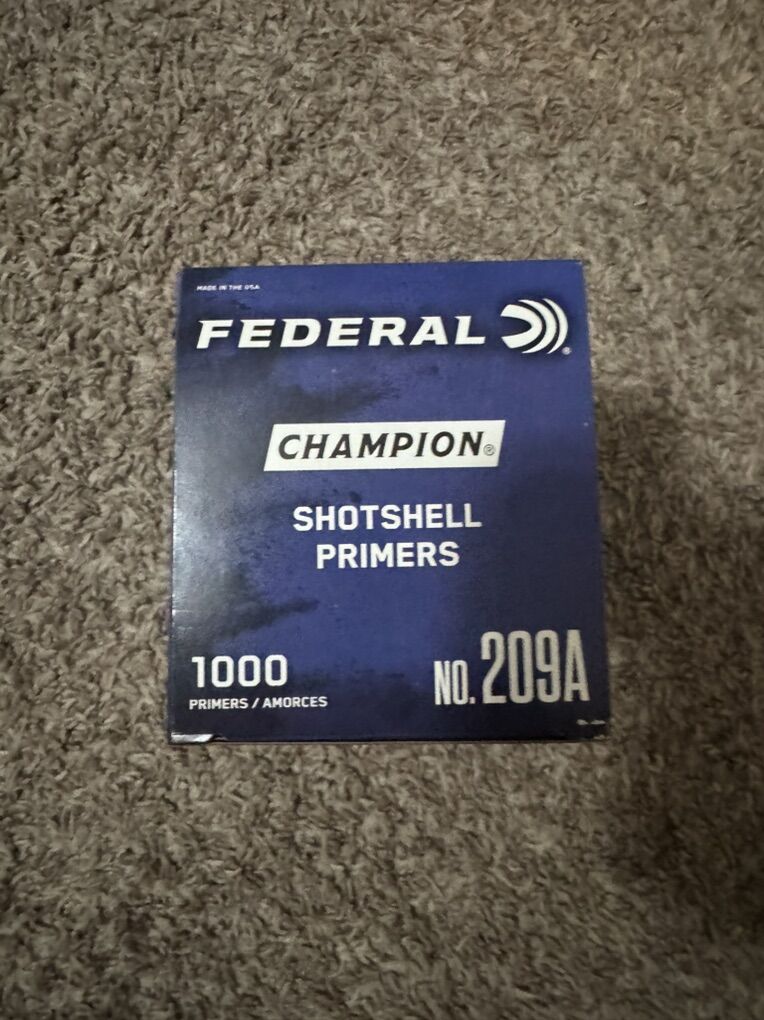 MADE IN THE USA
FEDERAL®
CHAMPION®
SHOTSHELL
PRIMERS
1000
PRIMERS / AMORCES
NO. 209A